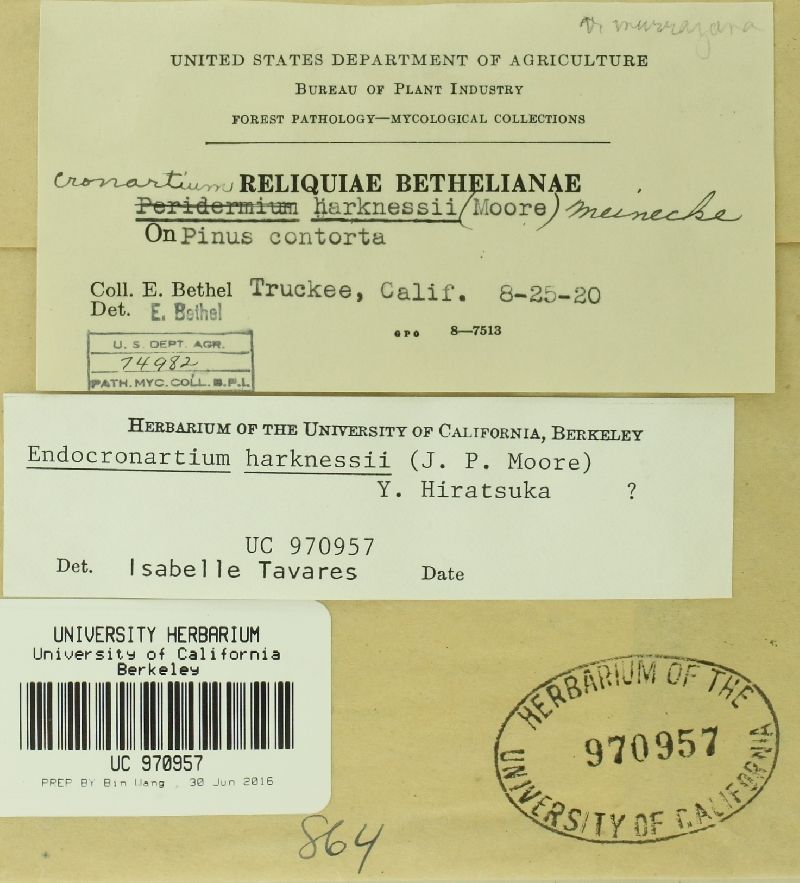 v. murrayana
UNITED STATES DEPARTMENT OF AGRICULTURE
BUREAU OF PLANT INDUSTRY
FOREST PATHOLOGY—MYCOLOGICAL COLLECTIONS
Cronartium RELIQUIAE BETHELIANAE
Peridermium harknessii (Moore) Meinecke
On Pinus contorta
Coll. E. Bethel Truckee, Calif. 8-25-20
Det. E. Bethel
GPO 8—7513
U. S. DEPT. AGR.
74982
PATH. MYC. COLL. B.P.I.
HERBARIUM OF THE UNIVERSITY OF CALIFORNIA, BERKELEY
Endocronartium harknessii (J. P. Moore)
Y. Hiratsuka ?
UC 970957
Det. Isabelle Tavares Date
UNIVERSITY HERBARIUM
University of California
Berkeley
UC 970957
PREP BY Bin Wang , 30 Jun 2016
HERBARIUM OF THE
970957
UNIVERSITY OF CALIFORNIA
864